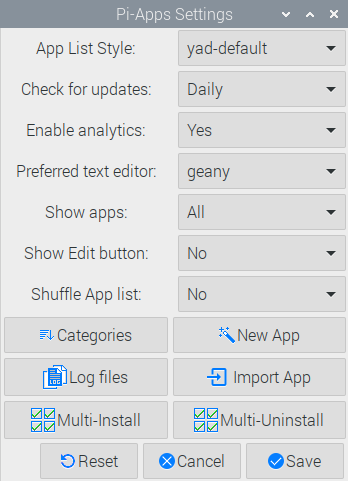 Pi-Apps Settings
App List Style: yad-default
Check for updates: Daily
Enable analytics: Yes
Preferred text editor: geany
Show apps: All
Show Edit button: No
Shuffle App list: No
Categories New App
Log files Import App
Multi-Install Multi-Uninstall
Reset Cancel Save